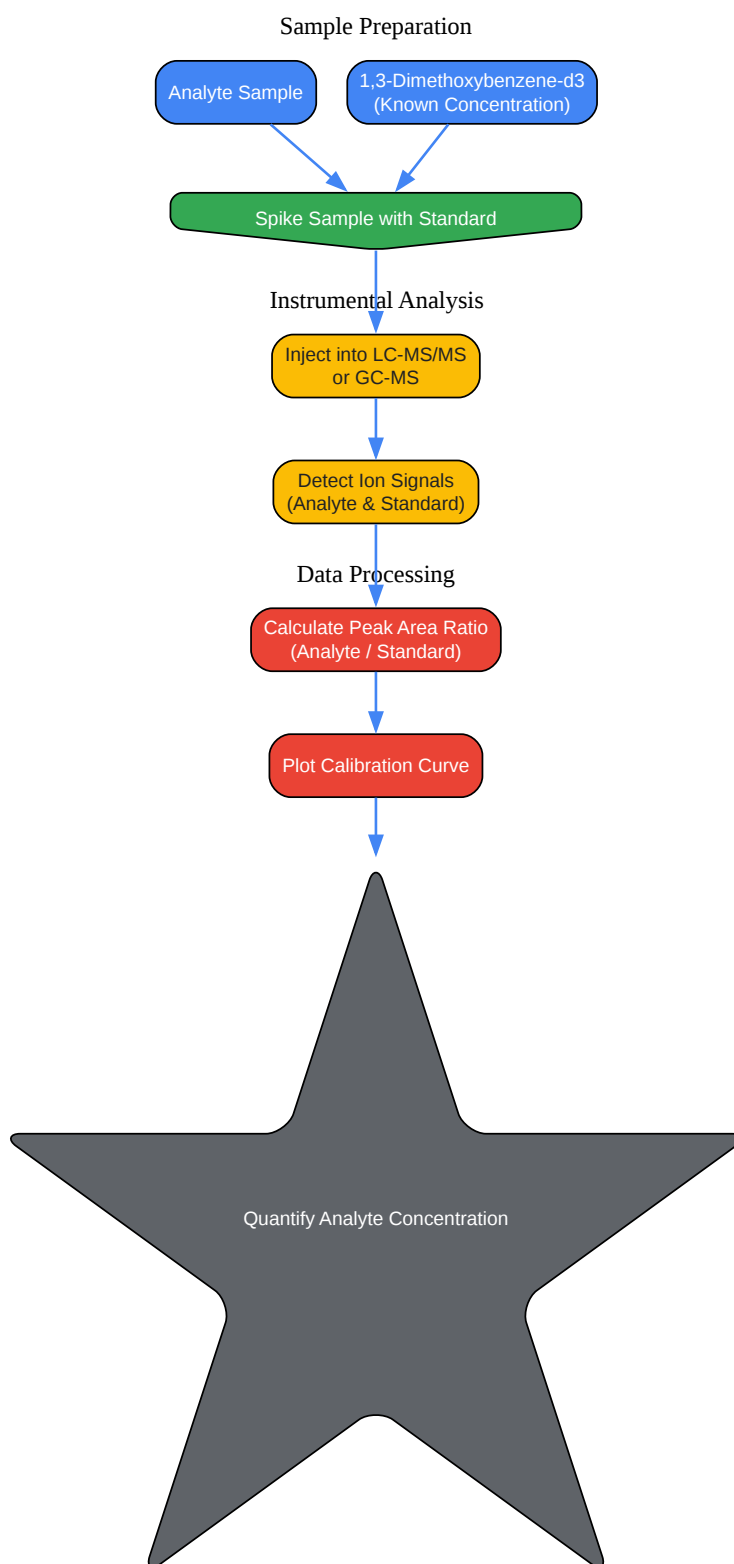 Sample Preparation
Analyte Sample
1,3-Dimethoxybenzene-d3
(Known Concentration)
Spike Sample with Standard
Instrumental Analysis
Inject into LC-MS/MS
or GC-MS
Detect Ion Signals
(Analyte & Standard)
Data Processing
Calculate Peak Area Ratio
(Analyte / Standard)
Plot Calibration Curve
Quantify Analyte Concentration